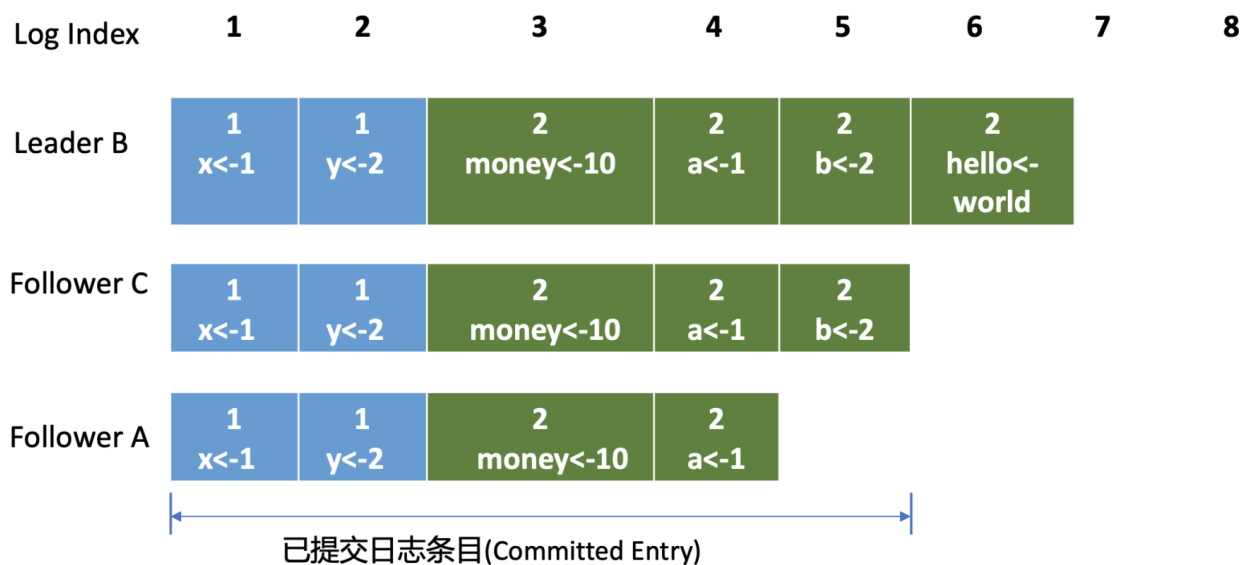 Log Index 1 2 3 4 5 6 7 8
Leader B
1 1 2 2 2 2
x<-1 y<-2 money<-10 a<-1 b<-2 hello<-
world
Follower C
1 1 2 2 2
x<-1 y<-2 money<-10 a<-1 b<-2
Follower A
1 1 2 2
x<-1 y<-2 money<-10 a<-1
已提交日志条目(Committed Entry)